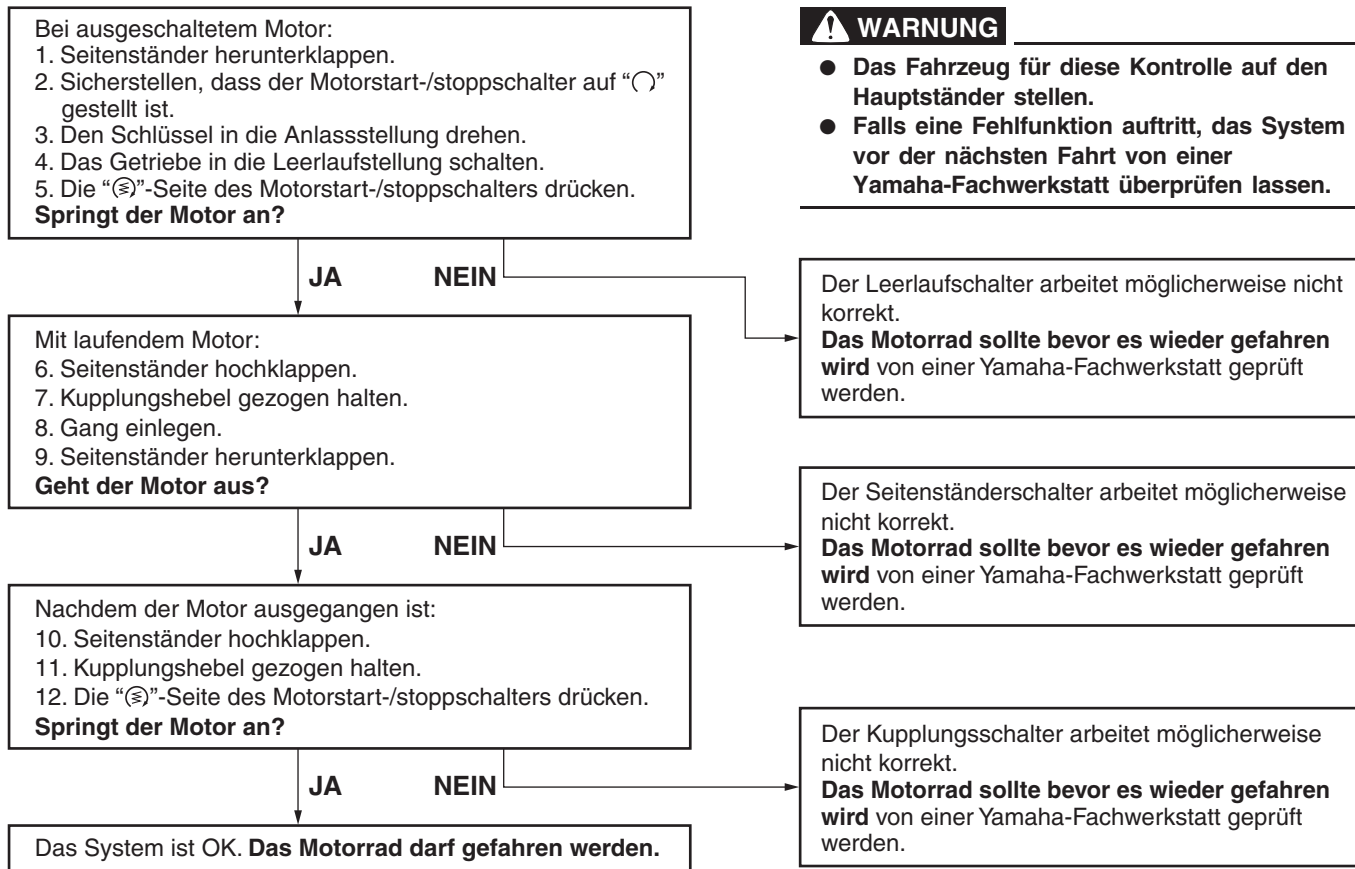 Bei ausgeschaltetem Motor:
1. Seitenständer herunterklappen.
2. Sicherstellen, dass der Motorstart-/stoppschalter auf “○”
gestellt ist.
3. Den Schlüssel in die Anlassstellung drehen.
4. Das Getriebe in die Leerlaufstellung schalten.
5. Die “”-Seite des Motorstart-/stoppschalters drücken.
Springt der Motor an?
WARNUNG
● Das Fahrzeug für diese Kontrolle auf den
Hauptständer stellen.
● Falls eine Fehlfunktion auftritt, das System
vor der nächsten Fahrt von einer
Yamaha-Fachwerkstatt überprüfen lassen.
JA NEIN
Der Leerlaufschalter arbeitet möglicherweise nicht
korrekt.
Das Motorrad sollte bevor es wieder gefahren
wird von einer Yamaha-Fachwerkstatt geprüft
werden.
Mit laufendem Motor:
6. Seitenständer hochklappen.
7. Kupplungshebel gezogen halten.
8. Gang einlegen.
9. Seitenständer herunterklappen.
Geht der Motor aus?
JA NEIN
Der Seitenständerschalter arbeitet möglicherweise
nicht korrekt.
Das Motorrad sollte bevor es wieder gefahren
wird von einer Yamaha-Fachwerkstatt geprüft
werden.
Nachdem der Motor ausgegangen ist:
10. Seitenständer hochklappen.
11. Kupplungshebel gezogen halten.
12. Die “”-Seite des Motorstart-/stoppschalters drücken.
Springt der Motor an?
JA NEIN
Der Kupplungsschalter arbeitet möglicherweise
nicht korrekt.
Das Motorrad sollte bevor es wieder gefahren
wird von einer Yamaha-Fachwerkstatt geprüft
werden.
Das System ist OK. Das Motorrad darf gefahren werden.